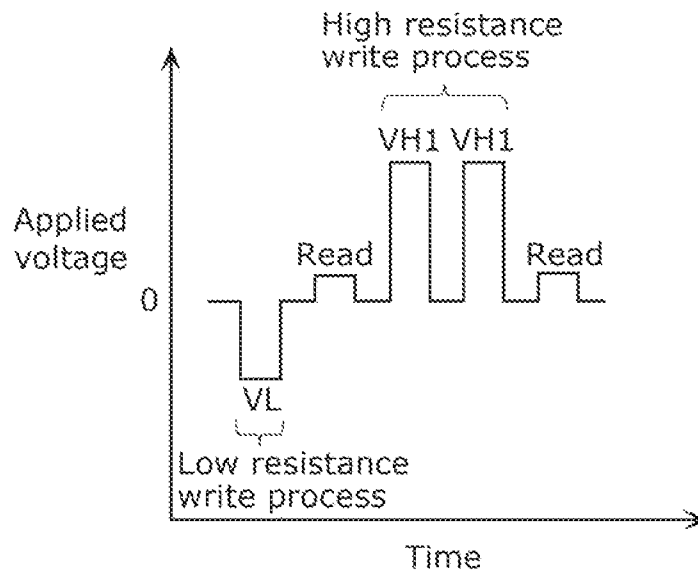 High resistance
write process
VH1 VH1
Applied
voltage
Read
Read
0
VL
Low resistance
write process
Time